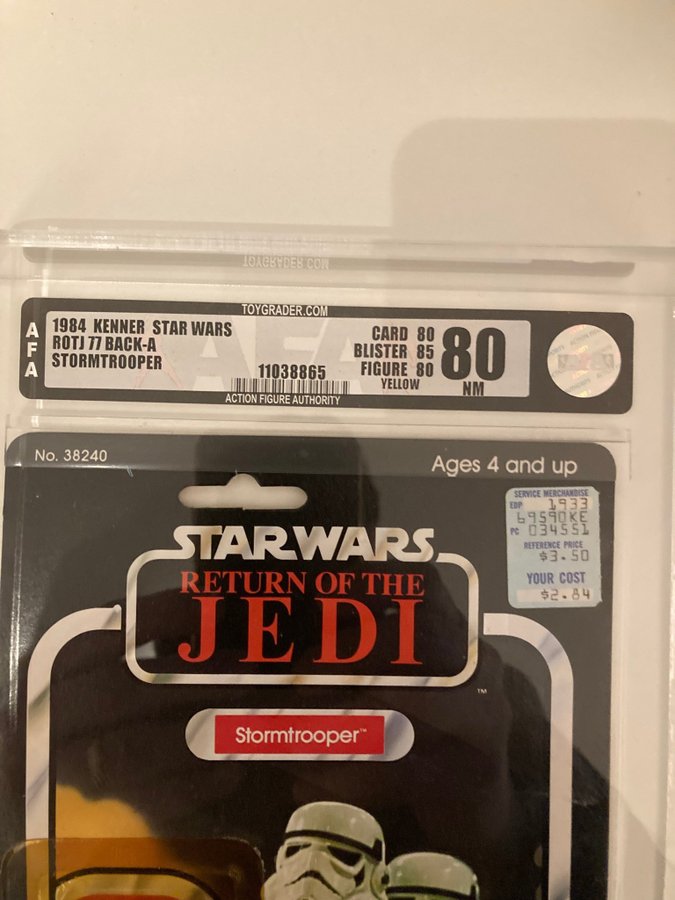 TOYGRADER.COM
TOYGRADER.COM
AFA
1984 KENNER STAR WARS
ROTJ 77 BACK-A
STORMTROOPER
11038865
ACTION FIGURE AUTHORITY
CARD 80
BLISTER 85
FIGURE 80
YELLOW
80
NM
No. 38240
Ages 4 and up
SERVICE MERCHANDISE
EDP 1933
69590KE
PC 034551
REFERENCE PRICE
$3.50
YOUR COST
$2.84
STAR WARS
RETURN OF THE
JEDI
TM
Stormtrooper™